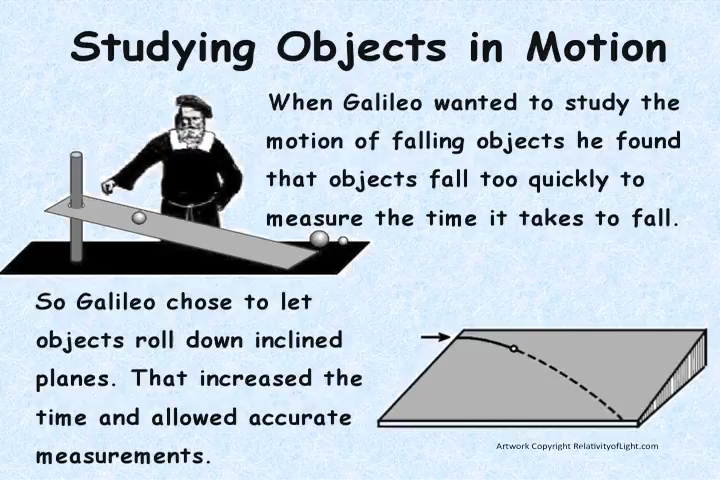 Studying Objects in Motion
When Galileo wanted to study the
motion of falling objects he found
that objects fall too quickly to
measure the time it takes to fall.
So Galileo chose to let
objects roll down inclined
planes. That increased the
time and allowed accurate
measurements.
Artwork Copyright RelativityofLight.com